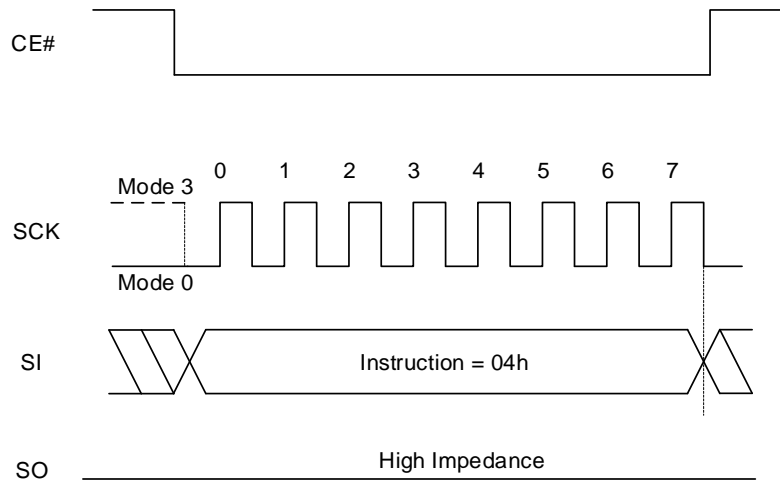 CE#
0 1 2 3 4 5 6 7
Mode 3
SCK
Mode 0
SI
Instruction = 04h
High Impedance
SO